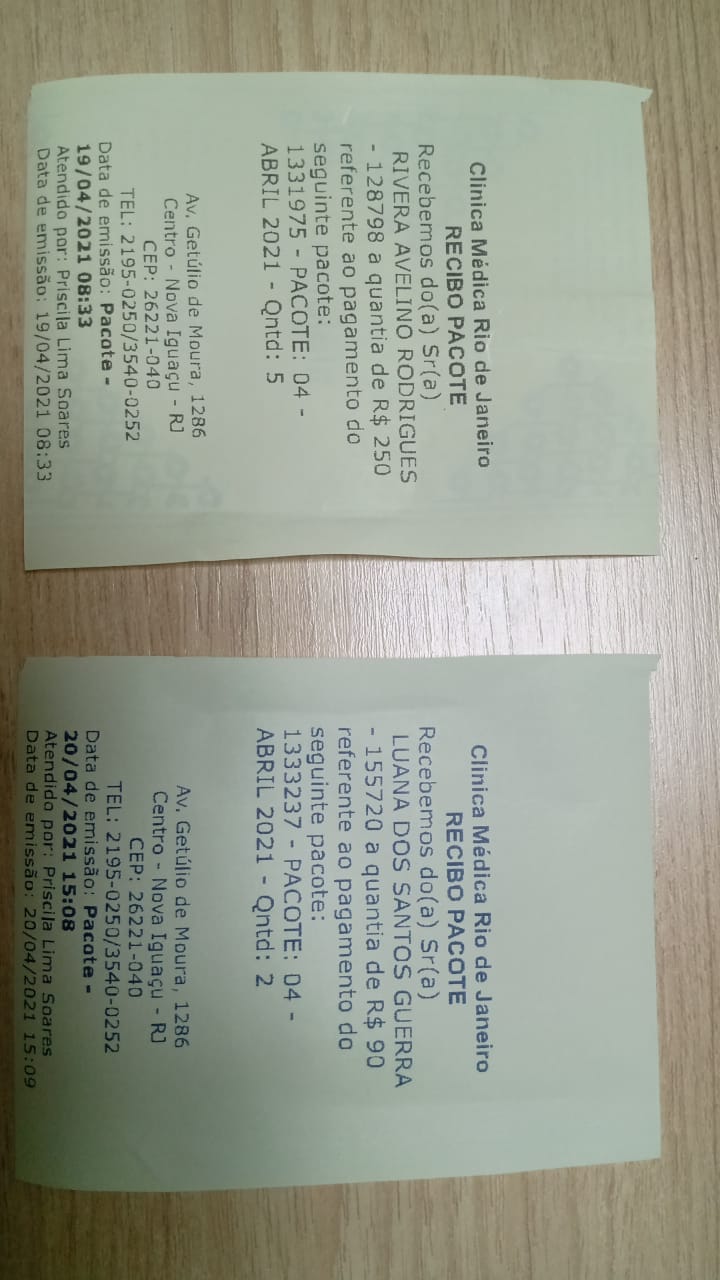 Clinica Médica Rio de Janeiro
RECIBO PACOTE
Recebemos do(a) Sr(a)
RIVERA AVELINO RODRIGUES
- 128798 a quantia de R$ 250
referente ao pagamento do
seguinte pacote:
1331975 - PACOTE: 04 -
ABRIL 2021 - Qntd: 5
Av. Getúlio de Moura, 1286
Centro - Nova Iguaçu - RJ
CEP: 26221-040
TEL: 2195-0250/3540-0252
Data de emissão: Pacote -
19/04/2021 08:33
Atendido por: Priscila Lima Soares
Data de emissão: 19/04/2021 08:33
Clinica Médica Rio de Janeiro
RECIBO PACOTE
Recebemos do(a) Sr(a)
LUANA DOS SANTOS GUERRA
- 155720 a quantia de R$ 90
referente ao pagamento do
seguinte pacote:
1333237 - PACOTE: 04 -
ABRIL 2021 - Qntd: 2
Av. Getúlio de Moura, 1286
Centro - Nova Iguaçu - RJ
CEP: 26221-040
TEL: 2195-0250/3540-0252
Data de emissão: Pacote -
20/04/2021 15:08
Atendido por: Priscila Lima Soares
Data de emissão: 20/04/2021 15:09